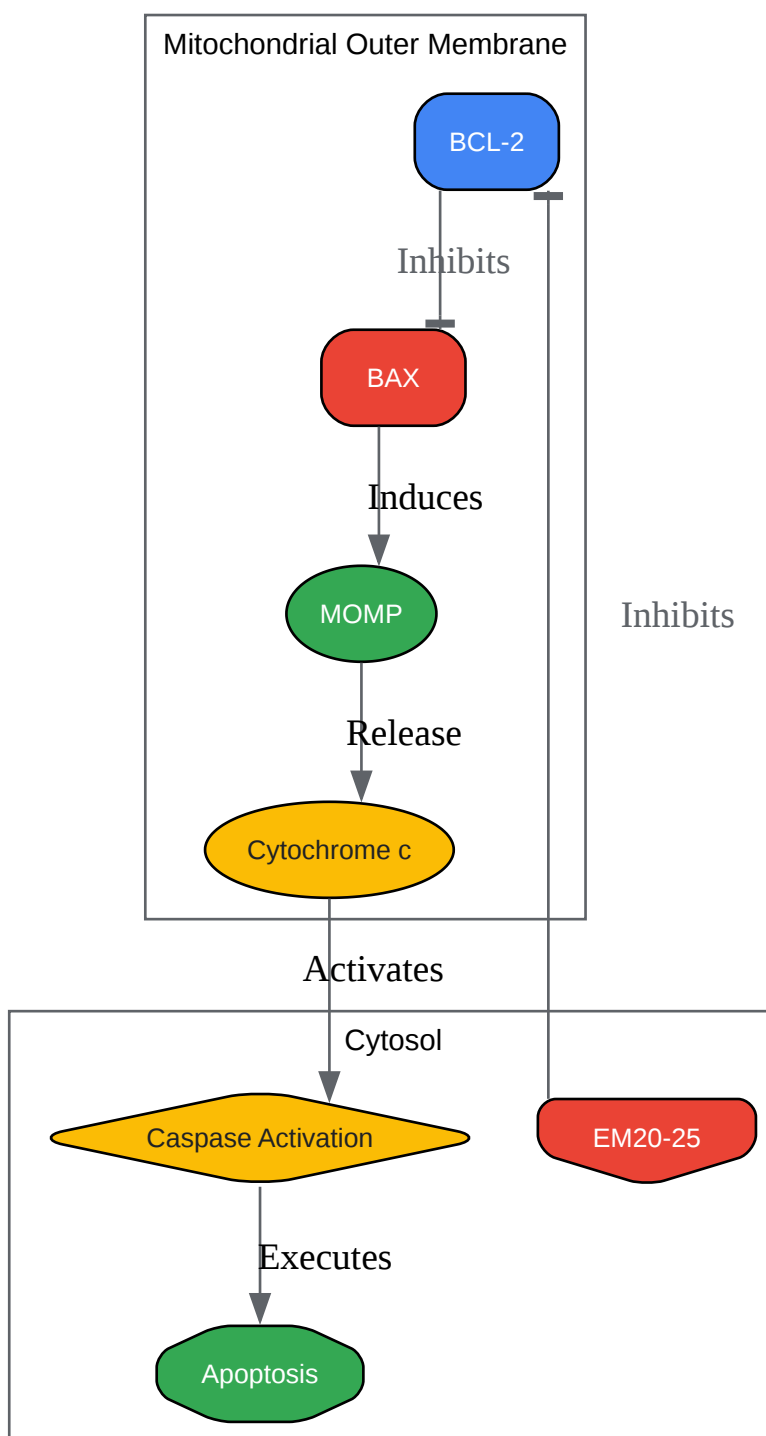 Mitochondrial Outer Membrane
BCL-2
Inhibits
BAX
Induces
MOMP
Inhibits
Release
Cytochrome c
Activates
Cytosol
Caspase Activation
EM20-25
Executes
Apoptosis